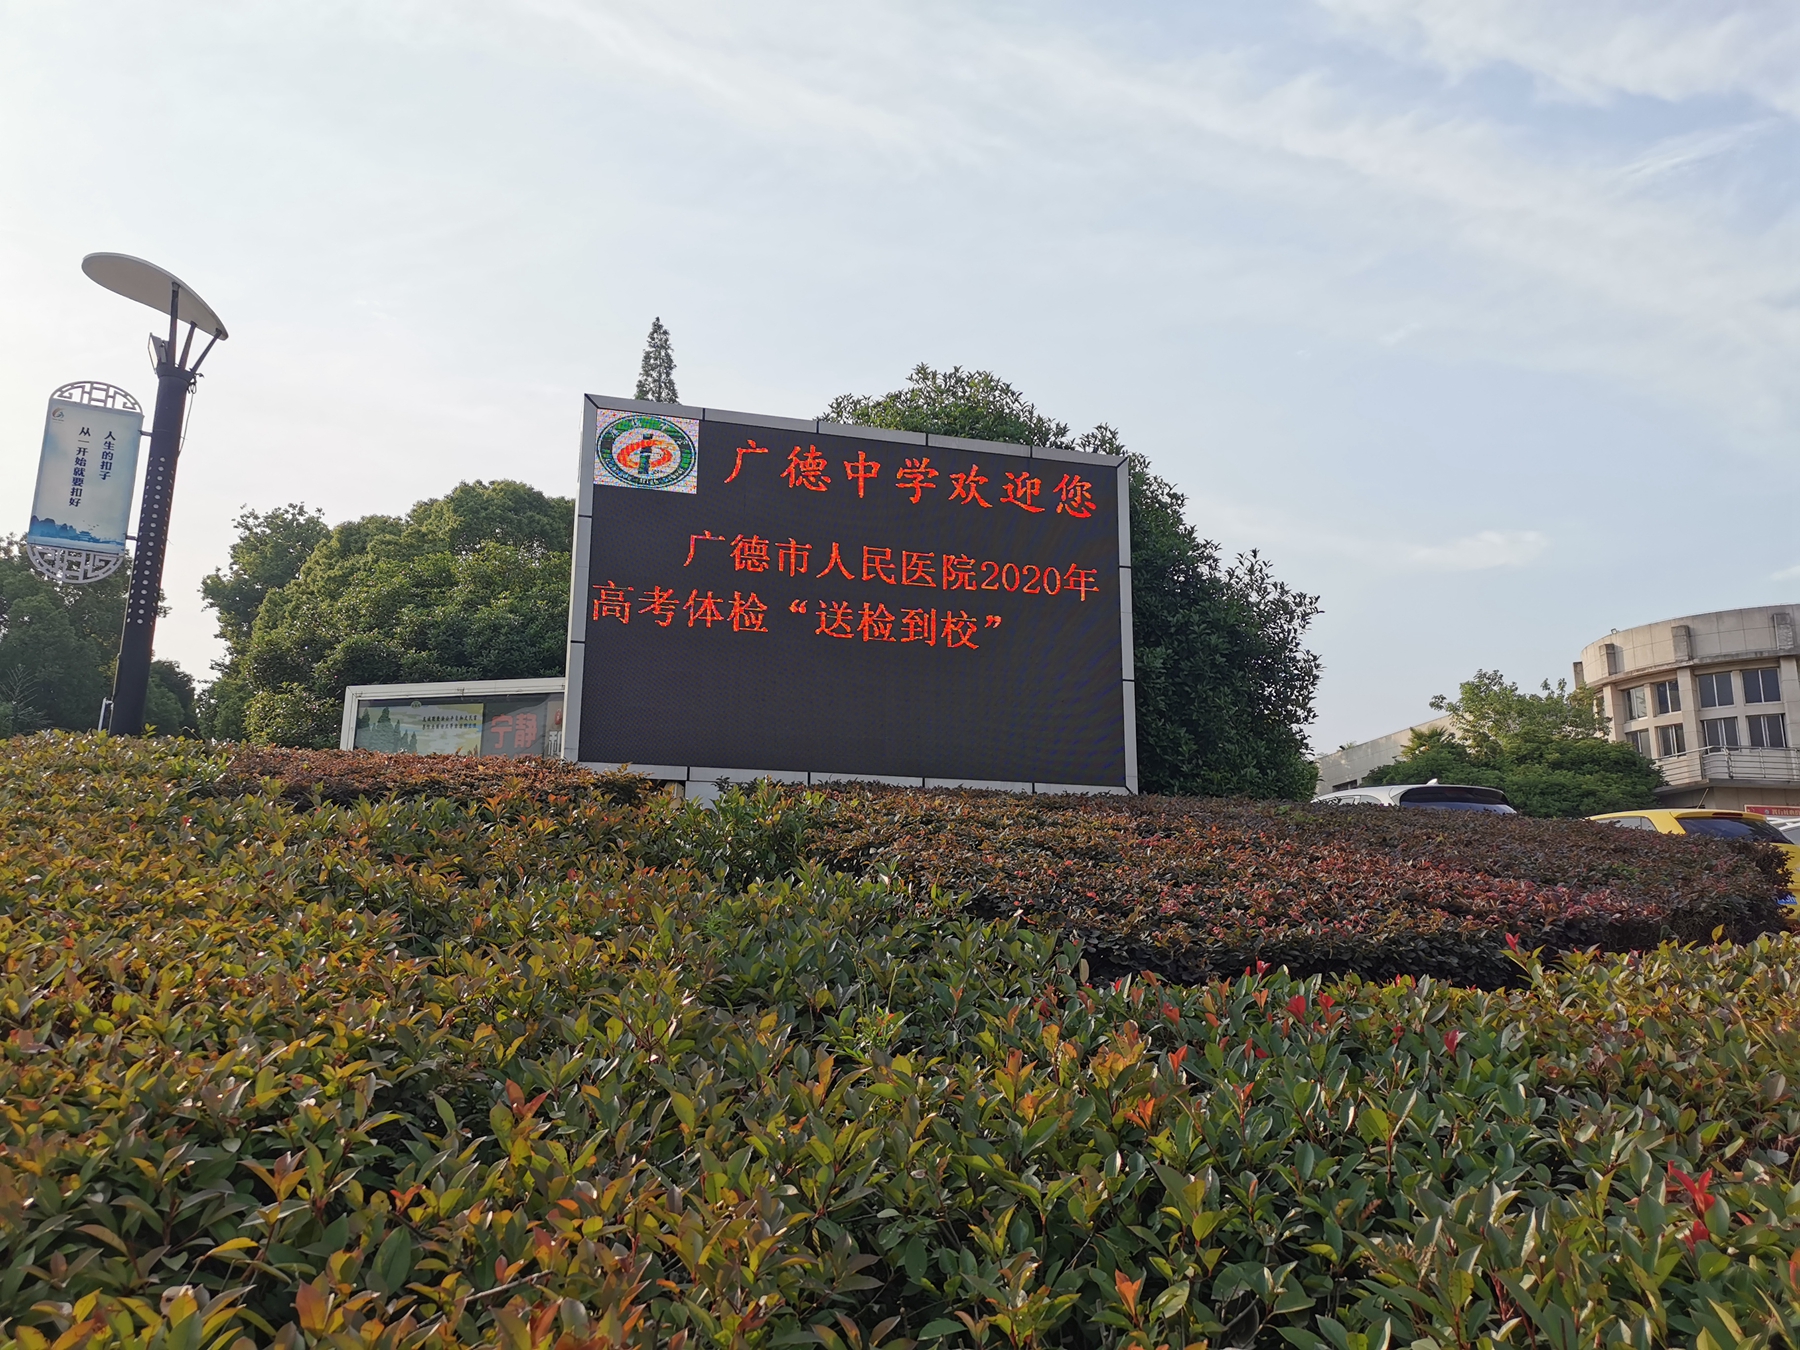 广德中学欢迎您
广德市人民医院2020年
高考体检“送检到校”
人生的扣子
从一开始就要扣好
宁静